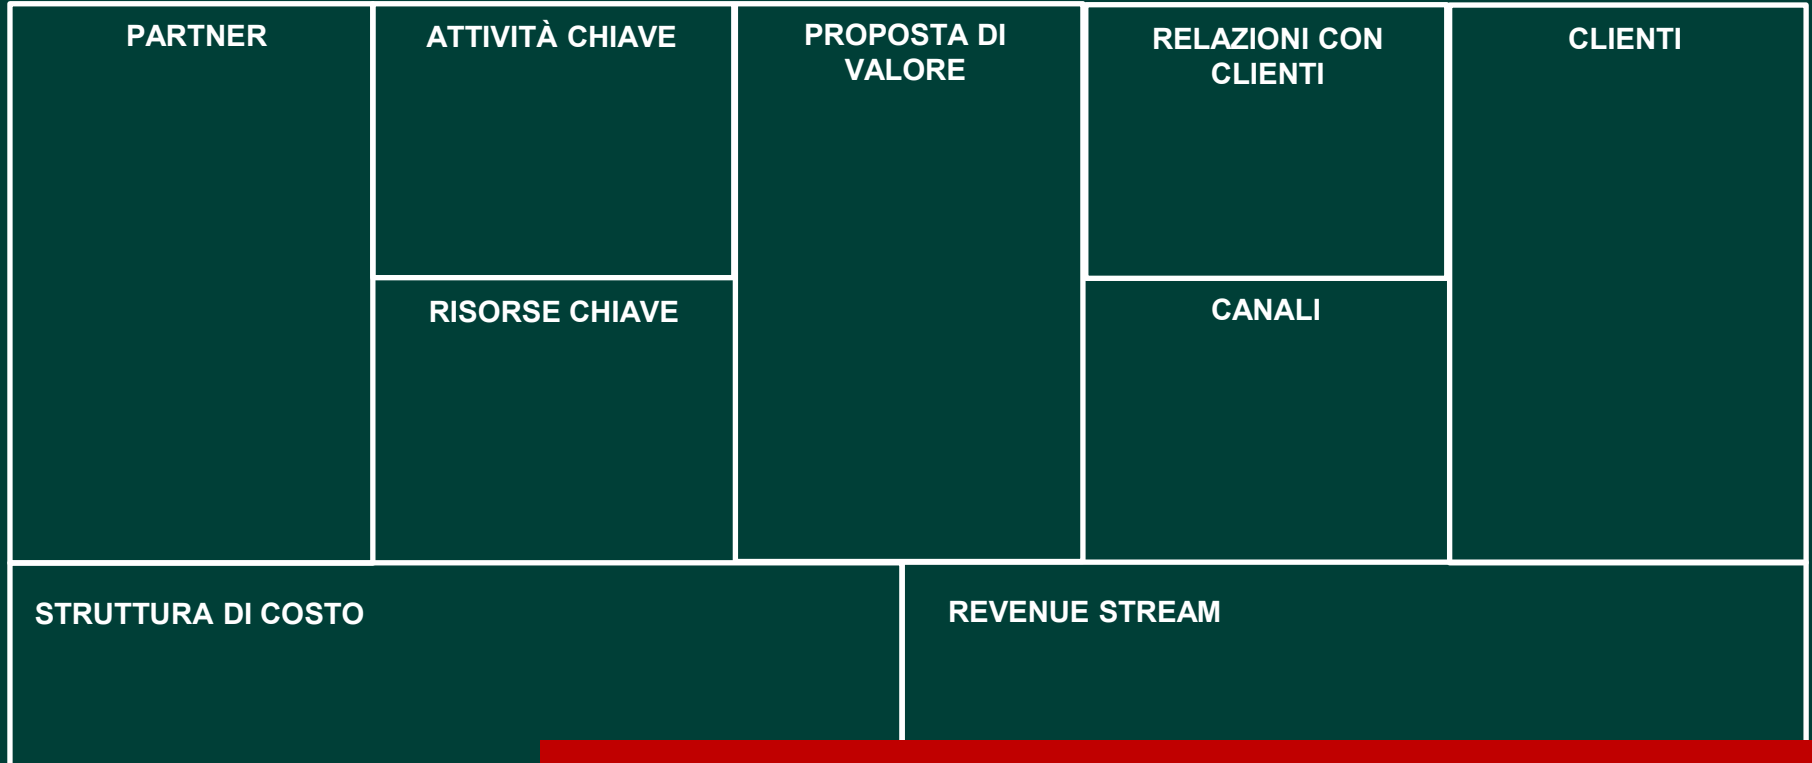 PARTNER
ATTIVITÀ CHIAVE
PROPOSTA DI
VALORE
RELAZIONI CON
CLIENTI
CLIENTI
RISORSE CHIAVE
CANALI
STRUTTURA DI COSTO
REVENUE STREAM